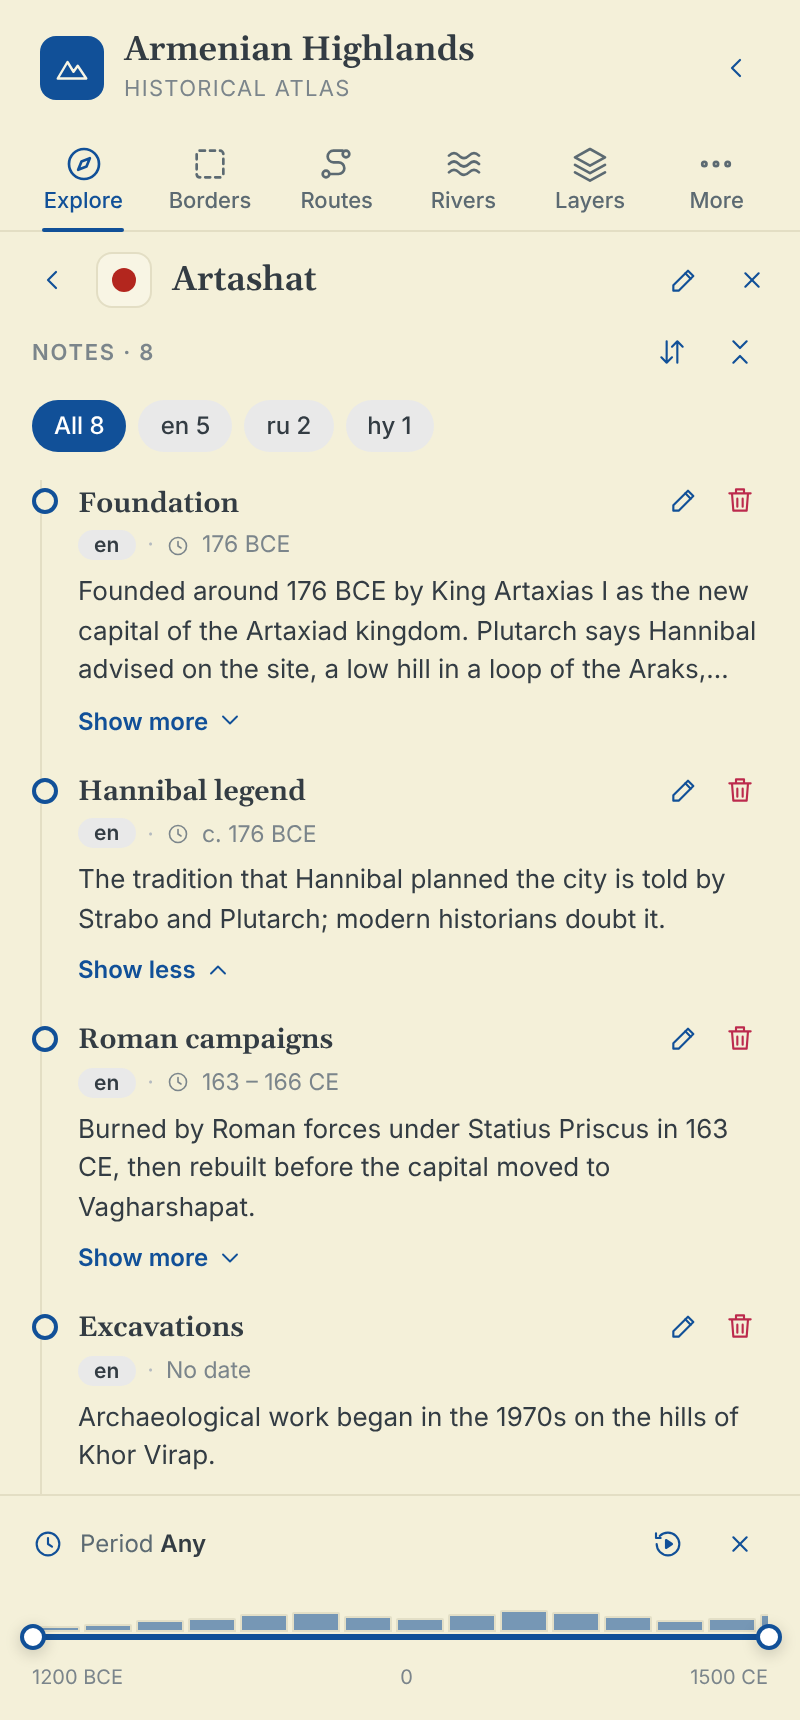 Armenian Highlands
HISTORICAL ATLAS
Explore
Borders
Routes
Rivers
Layers
More
Artashat
NOTES · 8
All 8
en 5
ru 2
hy 1
Foundation
en · 176 BCE
Founded around 176 BCE by King Artaxias I as the new
capital of the Artaxiad kingdom. Plutarch says Hannibal
advised on the site, a low hill in a loop of the Araks,...
Show more
Hannibal legend
en · c. 176 BCE
The tradition that Hannibal planned the city is told by
Strabo and Plutarch; modern historians doubt it.
Show less
Roman campaigns
en · 163 – 166 CE
Burned by Roman forces under Statius Priscus in 163
CE, then rebuilt before the capital moved to
Vagharshapat.
Show more
Excavations
en · No date
Archaeological work began in the 1970s on the hills of
Khor Virap.
Period Any
1200 BCE
0
1500 CE